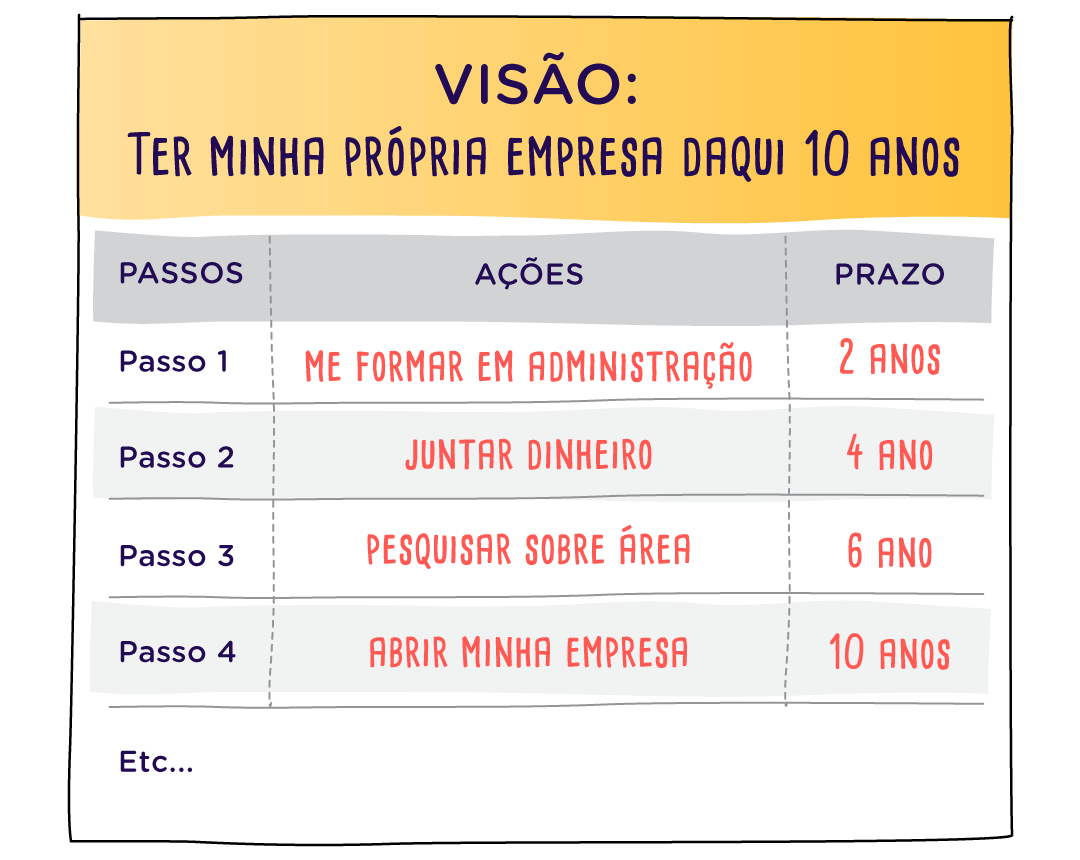 VISÃO:
TER MINHA PRÓPRIA EMPRESA DAQUI 10 ANOS
PASSOS AÇÕES PRAZO
Passo 1 ME FORMAR EM ADMINISTRAÇÃO 2 ANOS
Passo 2 JUNTAR DINHEIRO 4 ANO
Passo 3 PESQUISAR SOBRE ÁREA 6 ANO
Passo 4 ABRIR MINHA EMPRESA 10 ANOS
Etc...